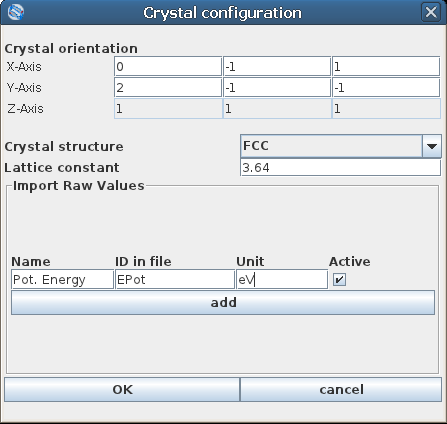 Crystal configuration
Crystal orientation
X-Axis 0 -1 1
Y-Axis 2 -1 -1
Z-Axis 1 1 1
Crystal structure FCC
Lattice constant 3.64
Import Raw Values
Name ID in file Unit Active
Pot. Energy EPot eV
add
OK cancel